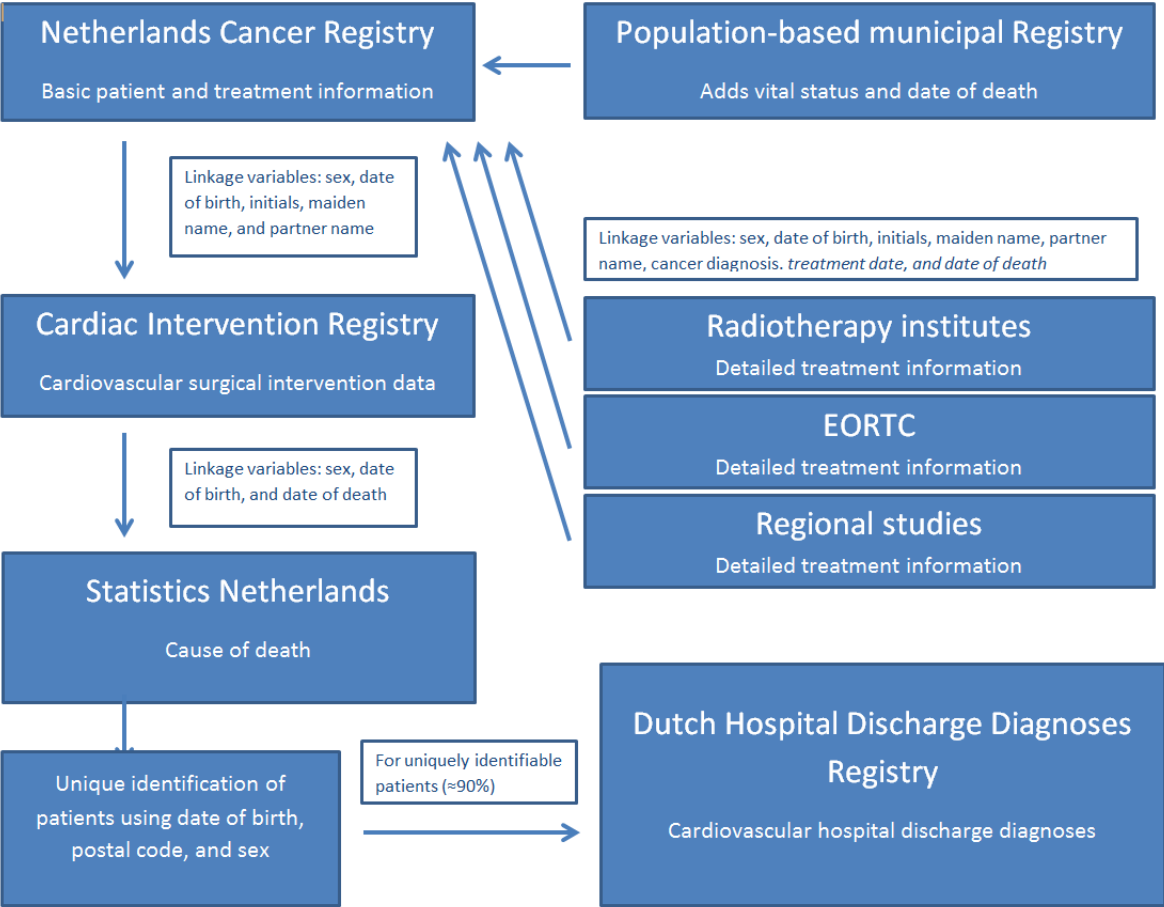 Netherlands Cancer Registry
Basic patient and treatment information
Population-based municipal Registry
Adds vital status and date of death
Linkage variables: sex, date
of birth, initials, maiden
name, and partner name
Linkage variables: sex, date of birth, initials, maiden name, partner
name, cancer diagnosis. treatment date, and date of death
Cardiac Intervention Registry
Cardiovascular surgical intervention data
Radiotherapy institutes
Detailed treatment information
EORTC
Detailed treatment information
Linkage variables: sex, date
of birth, and date of death
Regional studies
Detailed treatment information
Statistics Netherlands
Cause of death
Unique identification of
patients using date of birth,
postal code, and sex
For uniquely identifiable
patients (≈90%)
Dutch Hospital Discharge Diagnoses
Registry
Cardiovascular hospital discharge diagnoses